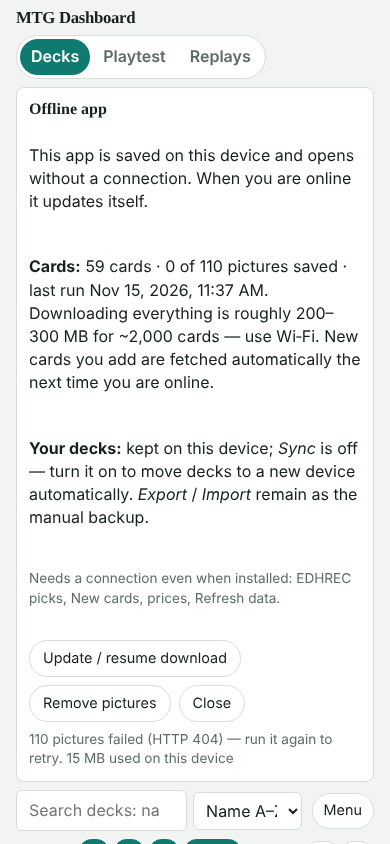 MTG Dashboard
Decks Playtest Replays
Offline app
This app is saved on this device and opens
without a connection. When you are online
it updates itself.
Cards: 59 cards · 0 of 110 pictures saved ·
last run Nov 15, 2026, 11:37 AM.
Downloading everything is roughly 200–
300 MB for ~2,000 cards — use Wi-Fi. New
cards you add are fetched automatically the
next time you are online.
Your decks: kept on this device; Sync is off
— turn it on to move decks to a new device
automatically. Export / Import remain as the
manual backup.
Needs a connection even when installed: EDHREC
picks, New cards, prices, Refresh data.
Update / resume download
Remove pictures Close
110 pictures failed (HTTP 404) — run it again to
retry. 15 MB used on this device
Search decks: na Name A–Z Menu